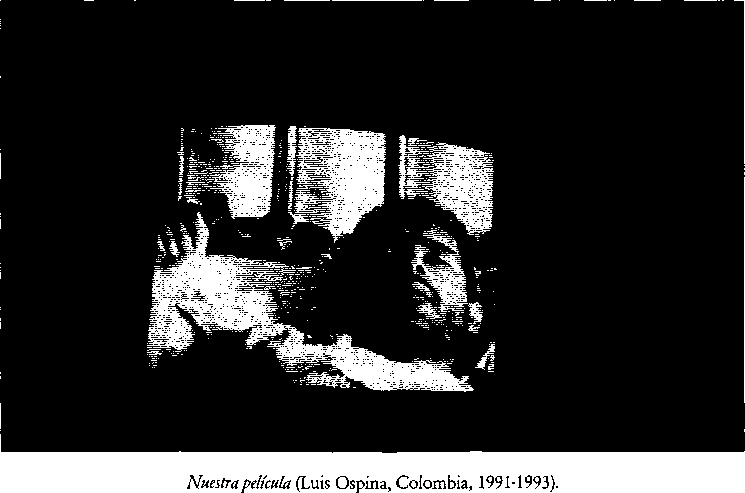 Nuestra película (Luis Ospina, Colombia, 1991-1993).